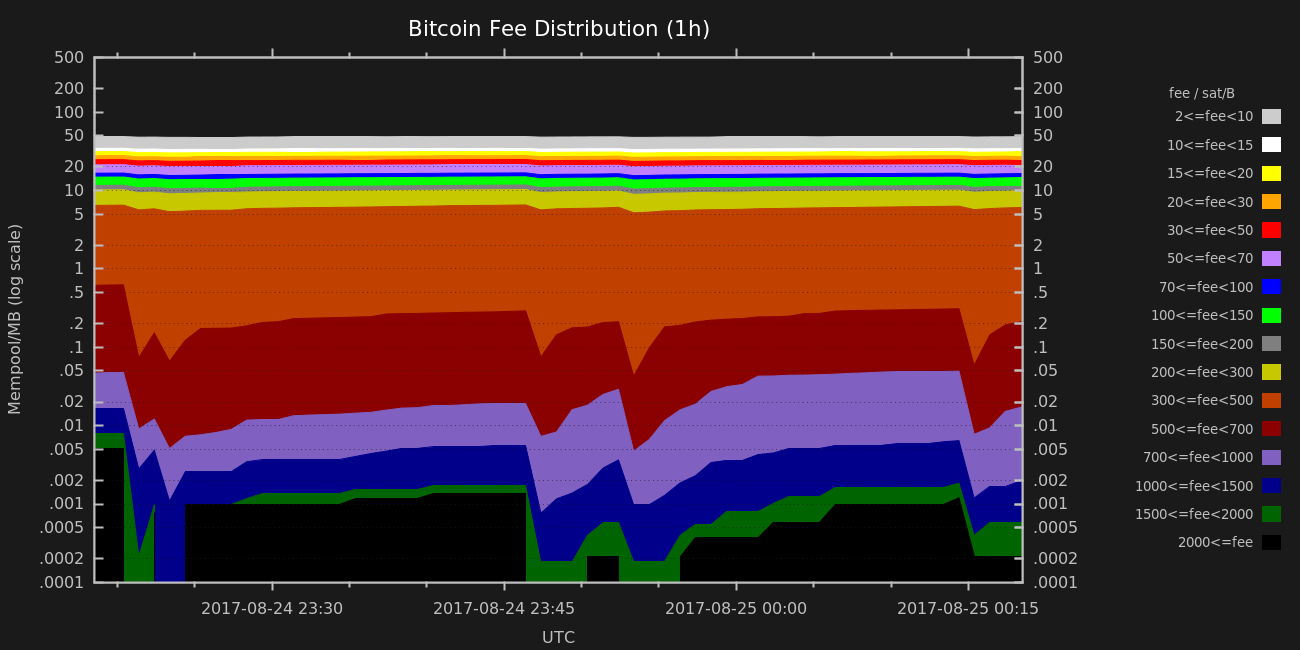 Bitcoin Fee Distribution (1h)
Mempool/MB (log scale)
500
200
100
50
20
10
5
2
1
.5
.2
.1
.05
.02
.01
.005
.002
.001
.0005
.0002
.0001
500
200
100
50
20
10
5
2
1
.5
.2
.1
.05
.02
.01
.005
.002
.001
.0005
.0002
.0001
2017-08-24 23:30
2017-08-24 23:45
2017-08-25 00:00
2017-08-25 00:15
UTC
fee / sat/B
2<=fee<10
10<=fee<15
15<=fee<20
20<=fee<30
30<=fee<50
50<=fee<70
70<=fee<100
100<=fee<150
150<=fee<200
200<=fee<300
300<=fee<500
500<=fee<700
700<=fee<1000
1000<=fee<1500
1500<=fee<2000
2000<=fee